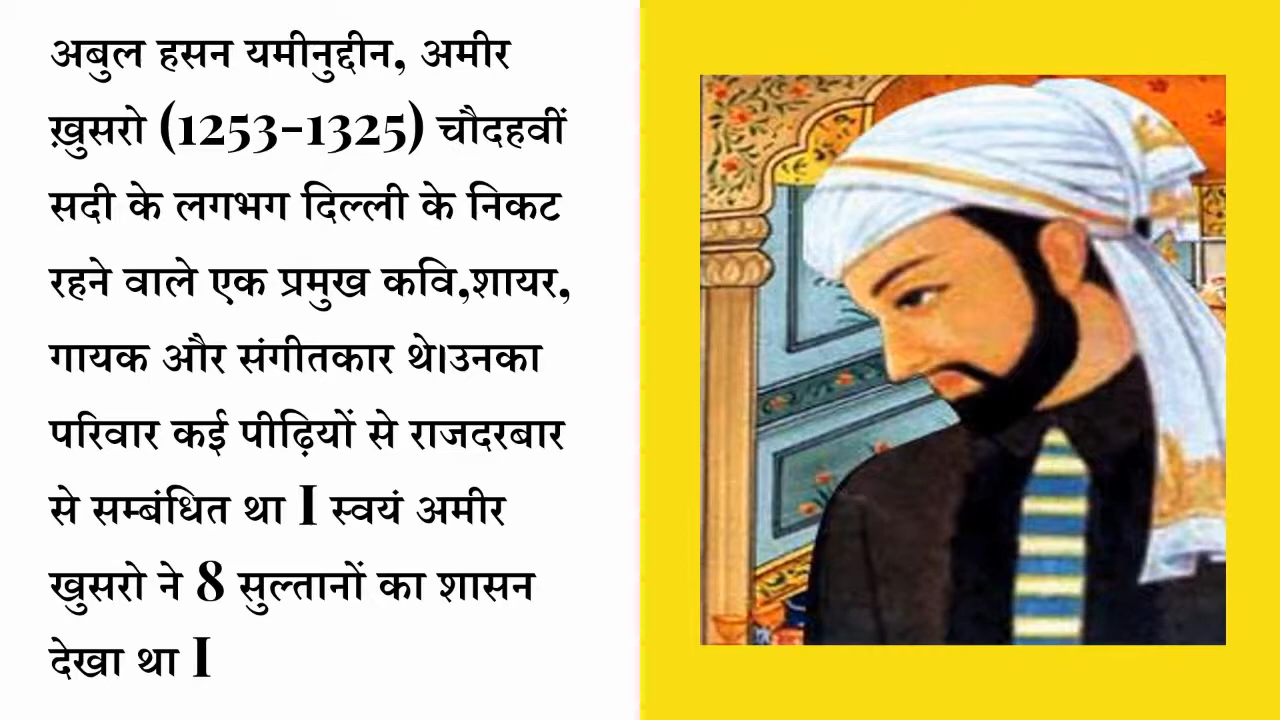 अबुल हसन यमीनुद्दीन, अमीर
ख़ुसरो (1253-1325) चौदहवीं
सदी के लगभग दिल्ली के निकट
रहने वाले एक प्रमुख कवि,शायर,
गायक और संगीतकार थे।उनका
परिवार कई पीढ़ियों से राजदरबार
से सम्बंधित था I स्वयं अमीर
खुसरो ने 8 सुल्तानों का शासन
देखा था I